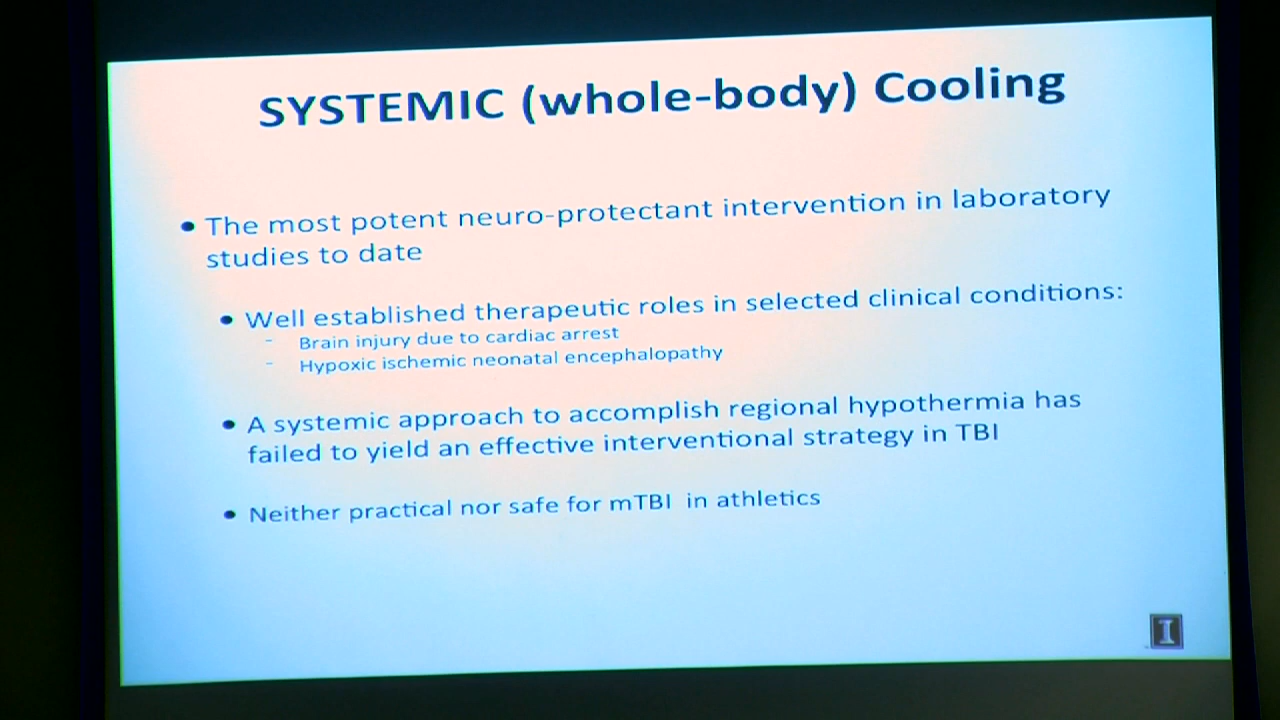 SYSTEMIC (whole-body) Cooling
• The most potent neuro-protectant intervention in laboratory
studies to date
• Well established therapeutic roles in selected clinical conditions:
- Brain injury due to cardiac arrest
- Hypoxic ischemic neonatal encephalopathy
• A systemic approach to accomplish regional hypothermia has
failed to yield an effective interventional strategy in TBI
• Neither practical nor safe for mTBI in athletics
I